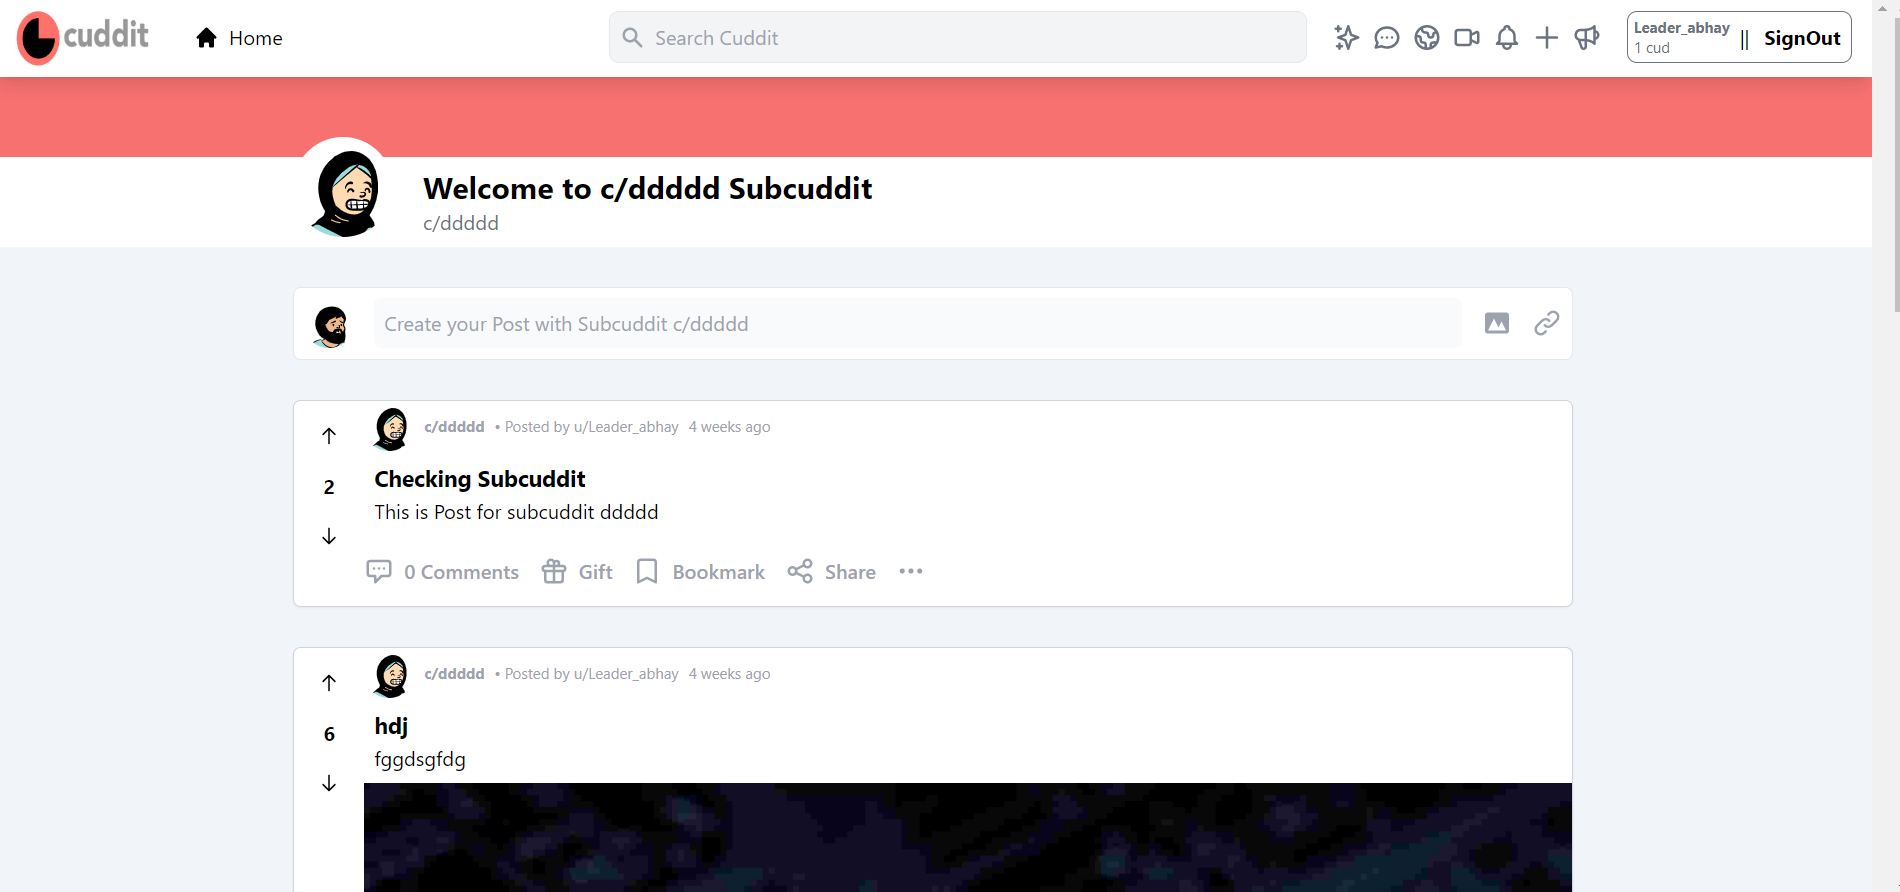 cuddit
Home
Search Cuddit
Leader_abhay
1 cud
||
SignOut
Welcome to c/ddddd Subcuddit
c/ddddd
Create your Post with Subcuddit c/ddddd
c/ddddd • Posted by u/Leader_abhay 4 weeks ago
2
Checking Subcuddit
This is Post for subcuddit ddddd
0 Comments Gift Bookmark Share
c/ddddd • Posted by u/Leader_abhay 4 weeks ago
6
hdj
fggdsgfdg